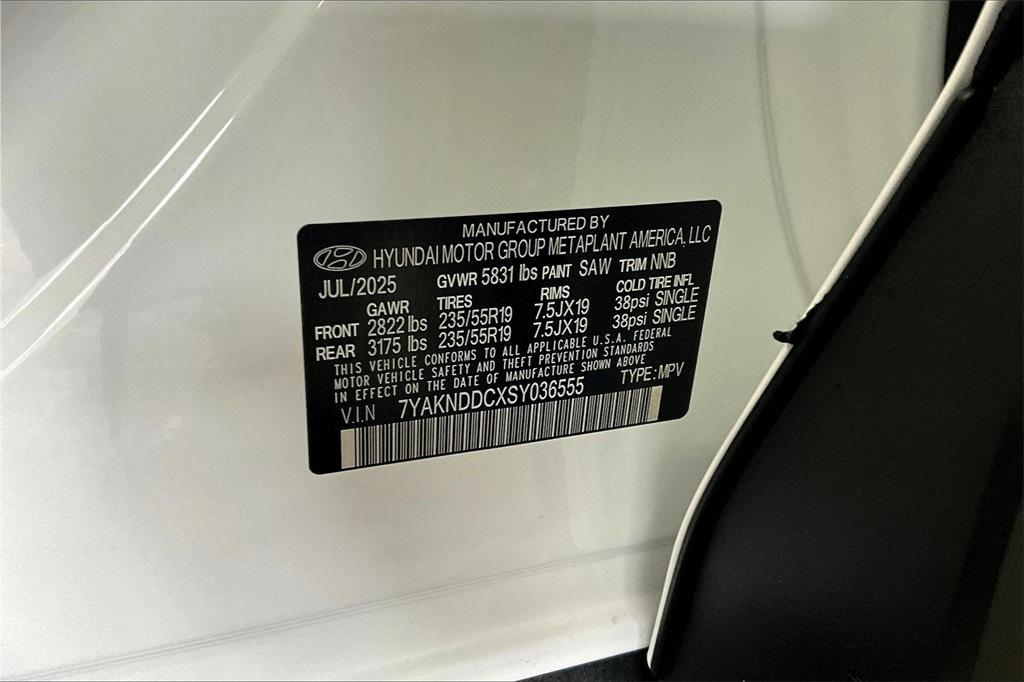 MANUFACTURED BY
HYUNDAI MOTOR GROUP METAPLANT AMERICA, LLC
JUL/2025 GVWR 5831 lbs PAINT SAW TRIM NNB
GAWR TIRES RIMS COLD TIRE INFL
FRONT 2822 lbs 235/55R19 7.5JX19 38psi SINGLE
REAR 3175 lbs 235/55R19 7.5JX19 38psi SINGLE
THIS VEHICLE CONFORMS TO ALL APPLICABLE U.S.A. FEDERAL
MOTOR VEHICLE SAFETY AND THEFT PREVENTION STANDARDS
IN EFFECT ON THE DATE OF MANUFACTURE SHOWN ABOVE
V.I.N 7YAKNDDCXSY036555 TYPE: MPV